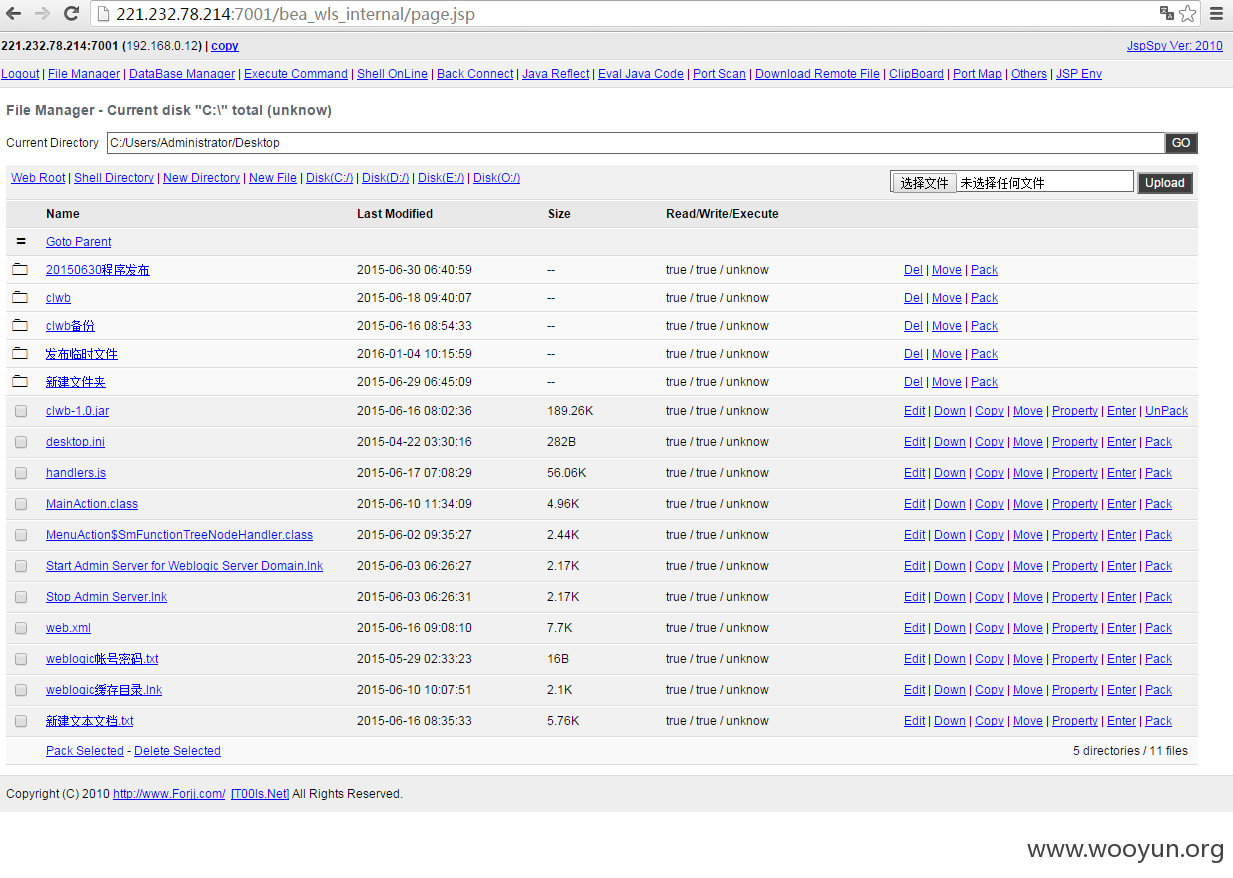 221.232.78.214:7001/bea_wls_internal/page.jsp
221.232.78.214:7001 (192.168.0.12) | copy JspSpy Ver: 2010
Logout | File Manager | DataBase Manager | Execute Command | Shell OnLine | Back Connect | Java Reflect | Eval Java Code | Port Scan | Download Remote File | ClipBoard | Port Map | Others | JSP Env
File Manager - Current disk "C:\" total (unknow)
Current Directory C:/Users/Administrator/Desktop GO
Web Root | Shell Directory | New Directory | New File | Disk(C:/) | Disk(D:/) | Disk(E:/) | Disk(O:/) 选择文件 未选择任何文件 Upload
Name Last Modified Size Read/Write/Execute
= Goto Parent
20150630程序发布 2015-06-30 06:40:59 -- true / true / unknow Del | Move | Pack
clwb 2015-06-18 09:40:07 -- true / true / unknow Del | Move | Pack
clwb备份 2015-06-16 08:54:33 -- true / true / unknow Del | Move | Pack
发布临时文件 2016-01-04 10:15:59 -- true / true / unknow Del | Move | Pack
新建文件夹 2015-06-29 06:45:09 -- true / true / unknow Del | Move | Pack
clwb-1.0.jar 2015-06-16 08:02:36 189.26K true / true / unknow Edit | Down | Copy | Move | Property | Enter | UnPack
desktop.ini 2015-04-22 03:30:16 282B true / true / unknow Edit | Down | Copy | Move | Property | Enter | Pack
handlers.js 2015-06-17 07:08:29 56.06K true / true / unknow Edit | Down | Copy | Move | Property | Enter | Pack
MainAction.class 2015-06-10 11:34:09 4.96K true / true / unknow Edit | Down | Copy | Move | Property | Enter | Pack
MenuAction$SmFunctionTreeNodeHandler.class 2015-06-02 09:35:27 2.44K true / true / unknow Edit | Down | Copy | Move | Property | Enter | Pack
Start Admin Server for Weblogic Server Domain.lnk 2015-06-03 06:26:27 2.17K true / true / unknow Edit | Down | Copy | Move | Property | Enter | Pack
Stop Admin Server.lnk 2015-06-03 06:26:31 2.17K true / true / unknow Edit | Down | Copy | Move | Property | Enter | Pack
web.xml 2015-06-16 09:08:10 7.7K true / true / unknow Edit | Down | Copy | Move | Property | Enter | Pack
weblogic帐号密码.txt 2015-05-29 02:33:23 16B true / true / unknow Edit | Down | Copy | Move | Property | Enter | Pack
weblogic缓存目录.lnk 2015-06-10 10:07:51 2.1K true / true / unknow Edit | Down | Copy | Move | Property | Enter | Pack
新建文本文档.txt 2015-06-16 08:35:33 5.76K true / true / unknow Edit | Down | Copy | Move | Property | Enter | Pack
Pack Selected - Delete Selected 5 directories / 11 files
Copyright (C) 2010 http://www.Forjj.com/ [T00ls.Net] All Rights Reserved.
www.wooyun.org